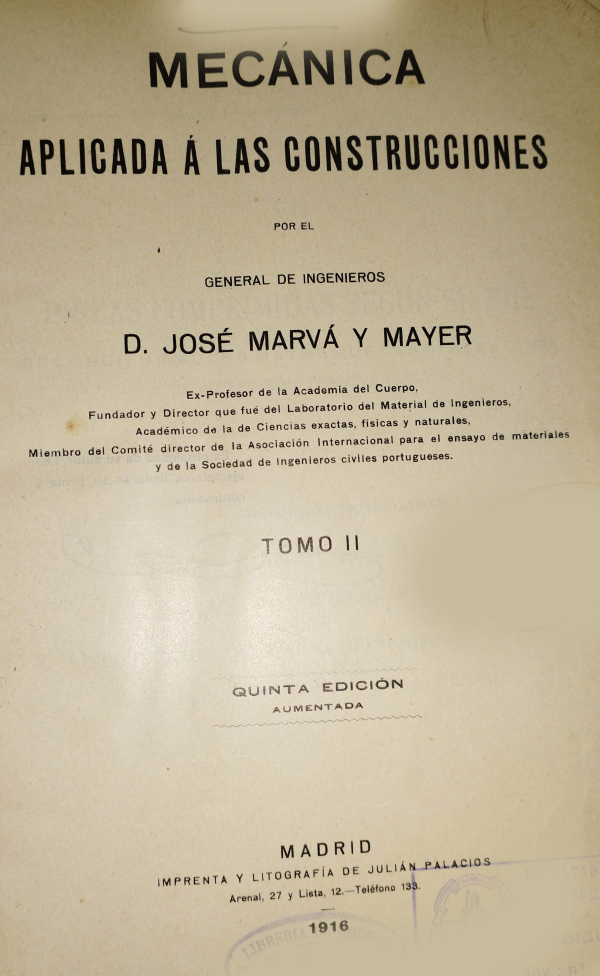 MECÁNICA
APLICADA Á LAS CONSTRUCCIONES
POR EL
GENERAL DE INGENIEROS
D. JOSÉ MARVÁ Y MAYER
Ex-Profesor de la Academia del Cuerpo,
Fundador y Director que fué del Laboratorio del Material de Ingenieros,
Académico de la de Ciencias exactas, físicas y naturales,
Miembro del Comité director de la Asociación Internacional para el ensayo de materiales
y de la Sociedad de Ingenieros civiles portugueses.
TOMO II
QUINTA EDICIÓN
AUMENTADA
MADRID
IMPRENTA Y LITOGRAFÍA DE JULIÁN PALACIOS
Arenal, 27 y Lista, 12.—Teléfono 133.
1916
LIBRERIA